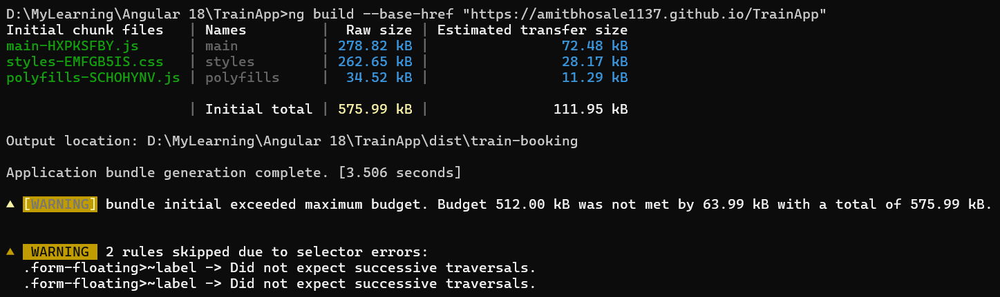 D:\MyLearning\Angular 18\TrainApp>ng build --base-href "https://amitbhosale1137.github.io/TrainApp"
Initial chunk files | Names | Raw size | Estimated transfer size
main-HXPKSFBY.js | main | 278.82 kB | 72.48 kB
styles-EMFGB5IS.css | styles | 262.65 kB | 28.17 kB
polyfills-SCHOHYNV.js | polyfills | 34.52 kB | 11.29 kB
| Initial total | 575.99 kB | 111.95 kB
Output location: D:\MyLearning\Angular 18\TrainApp\dist\train-booking
Application bundle generation complete. [3.506 seconds]
▲ [WARNING] bundle initial exceeded maximum budget. Budget 512.00 kB was not met by 63.99 kB with a total of 575.99 kB.
▲ WARNING 2 rules skipped due to selector errors:
.form-floating>~label -> Did not expect successive traversals.
.form-floating>~label -> Did not expect successive traversals.